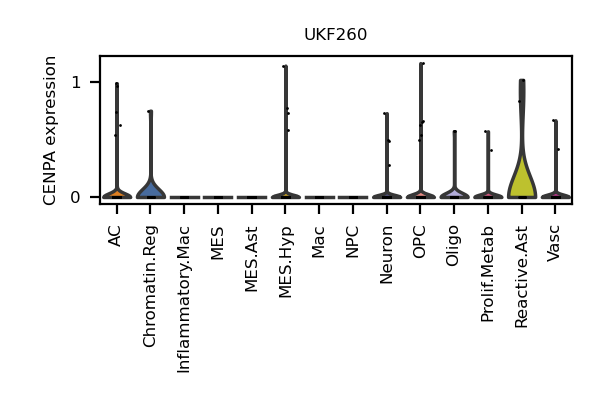 UKF260
CENPA expression
1
0
AC
Chromatin.Reg
Inflammatory.Mac
MES
MES.Ast
MES.Hyp
Mac
NPC
Neuron
OPC
Oligo
Prolif.Metab
Reactive.Ast
Vasc